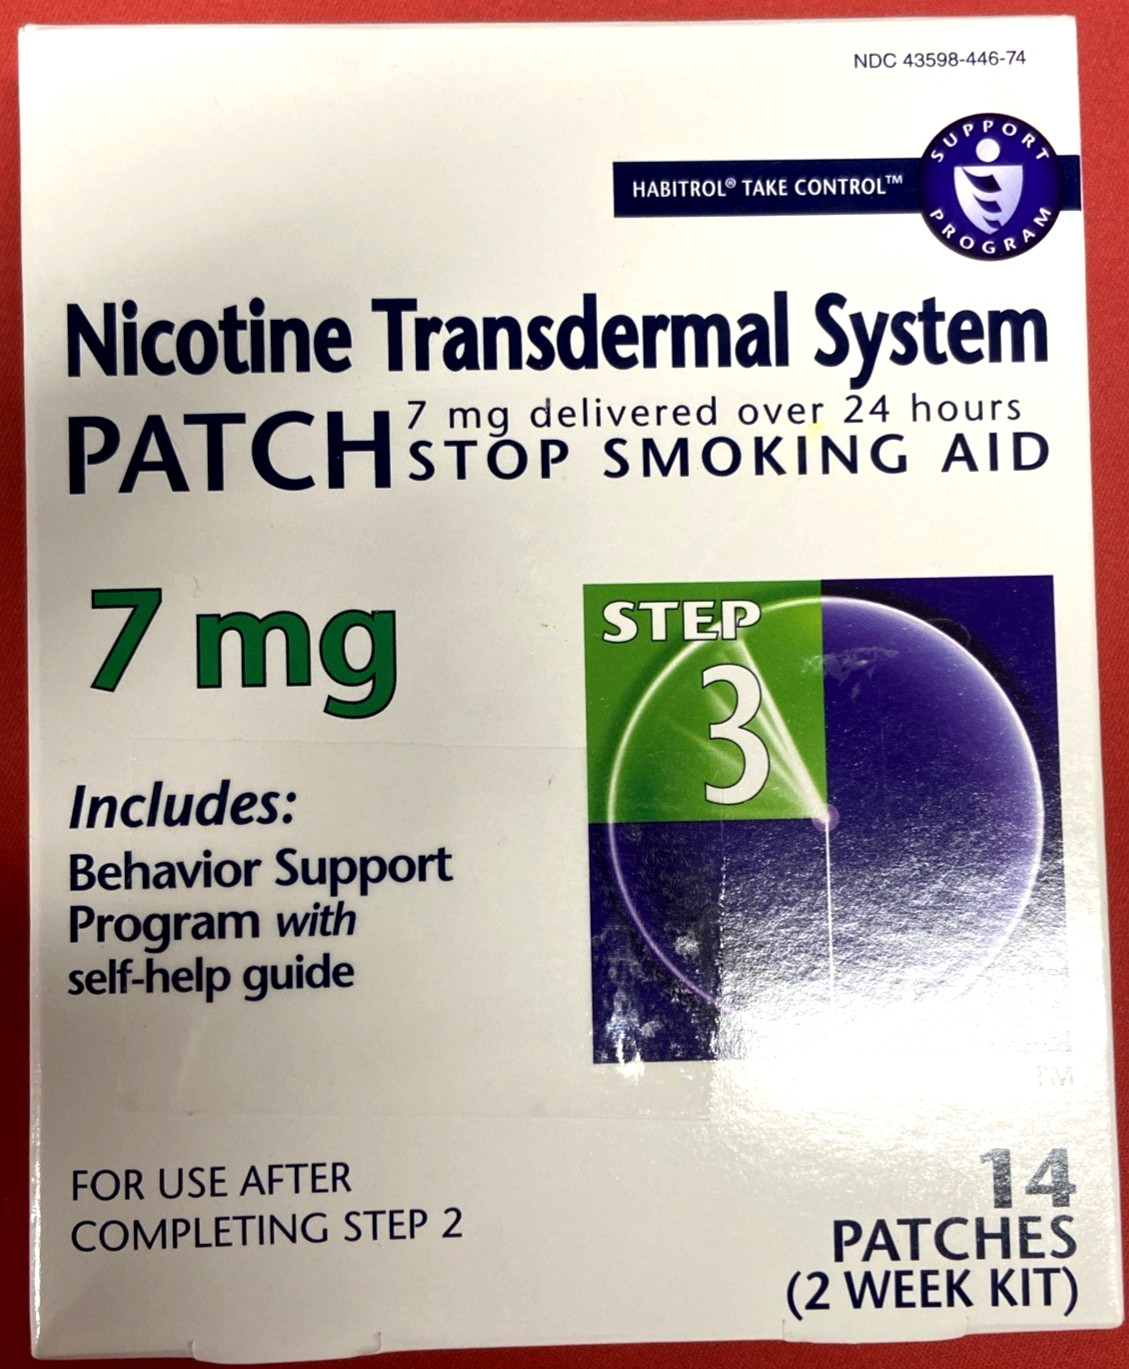 NDC 43598-446-74
SUPPORT
HABITROL® TAKE CONTROL™
PROGRAM
Nicotine Transdermal System
PATCH
7 mg delivered over 24 hours
STOP SMOKING AID
7 mg
STEP
3
Includes:
Behavior Support
Program with
self-help guide
FOR USE AFTER
COMPLETING STEP 2
14
PATCHES
(2 WEEK KIT)